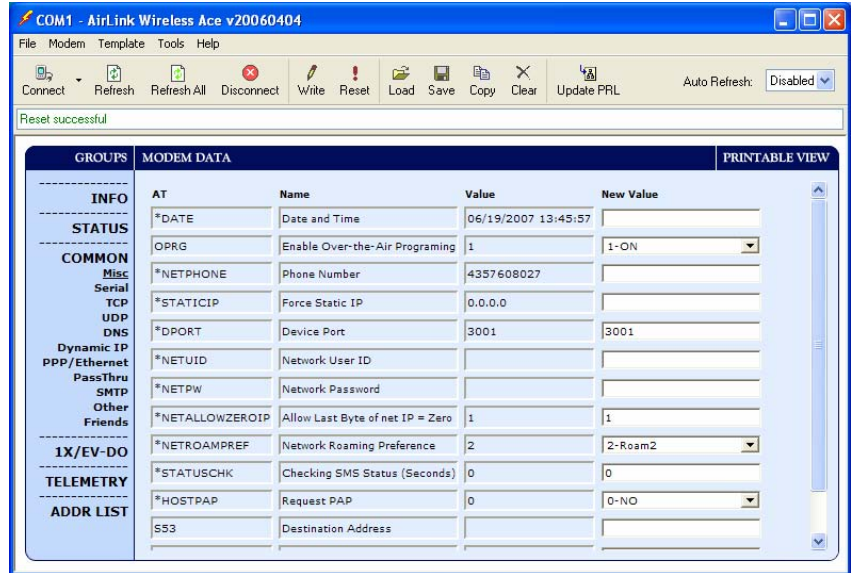 COM1 - AirLink Wireless Ace v20060404
File Modem Template Tools Help
Connect Refresh Refresh All Disconnect Write Reset Load Save Copy Clear Update PRL Auto Refresh: Disabled
Reset successful
GROUPS MODEM DATA PRINTABLE VIEW
INFO
STATUS
COMMON
Misc
Serial
TCP
UDP
DNS
Dynamic IP
PPP/Ethernet
PassThru
SMTP
Other
Friends
1X/EV-DO
TELEMETRY
ADDR LIST
AT Name Value New Value
*DATE Date and Time 06/19/2007 13:45:57
OPRG Enable Over-the-Air Programing 1 1-ON
*NETPHONE Phone Number 4357608027
*STATICIP Force Static IP 0.0.0.0
*DPORT Device Port 3001 3001
*NETUID Network User ID
*NETPW Network Password
*NETALLOWZEROIP Allow Last Byte of net IP = Zero 1 1
*NETROAMPREF Network Roaming Preference 2 2-Roam2
*STATUSCHK Checking SMS Status (Seconds) 0 0
*HOSTPAP Request PAP 0 0-NO
S53 Destination Address